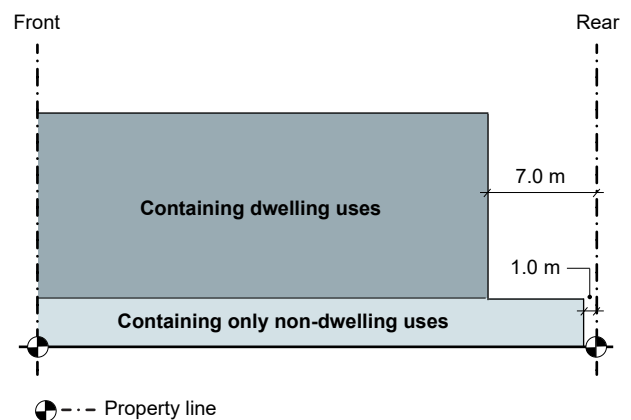 Front
Rear
7.0 m
Containing dwelling uses
1.0 m
Containing only non-dwelling uses
Property line